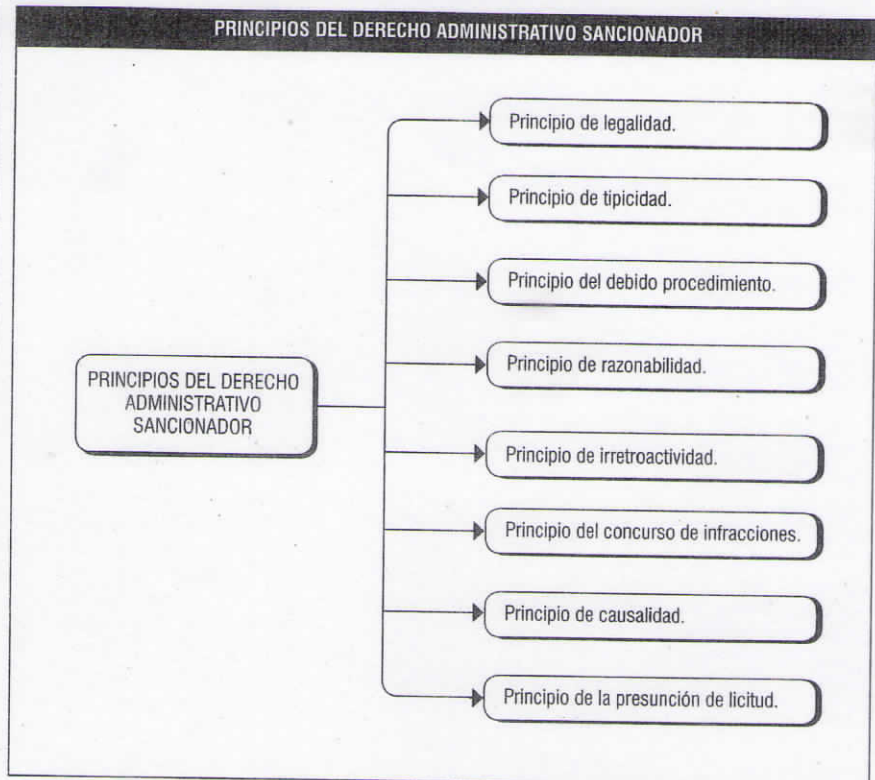 PRINCIPIOS DEL DERECHO ADMINISTRATIVO SANCIONADOR
PRINCIPIOS DEL DERECHO
ADMINISTRATIVO
SANCIONADOR
Principio de legalidad.
Principio de tipicidad.
Principio del debido procedimiento.
Principio de razonabilidad.
Principio de irretroactividad.
Principio del concurso de infracciones.
Principio de causalidad.
Principio de la presunción de licitud.